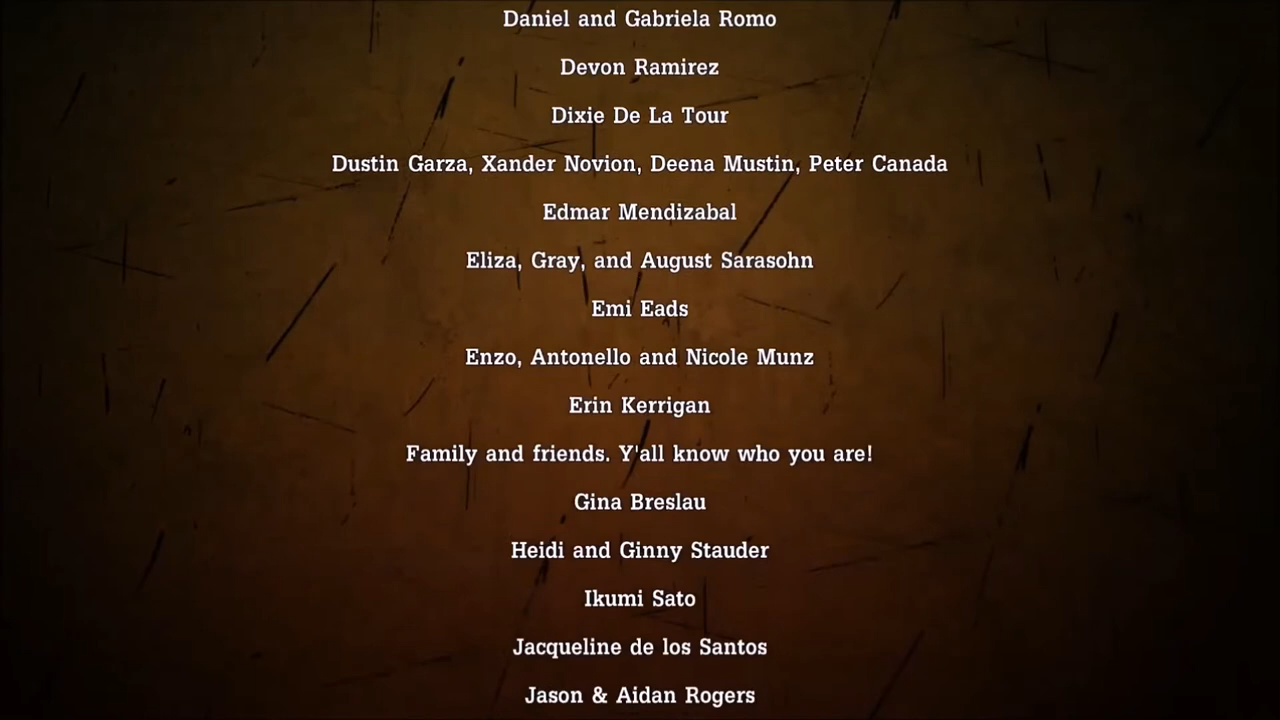 Daniel and Gabriela Romo
Devon Ramirez
Dixie De La Tour
Dustin Garza, Xander Novion, Deena Mustin, Peter Canada
Edmar Mendizabal
Eliza, Gray, and August Sarasohn
Emi Eads
Enzo, Antonello and Nicole Munz
Erin Kerrigan
Family and friends. Y'all know who you are!
Gina Breslau
Heidi and Ginny Stauder
Ikumi Sato
Jacqueline de los Santos
Jason & Aidan Rogers